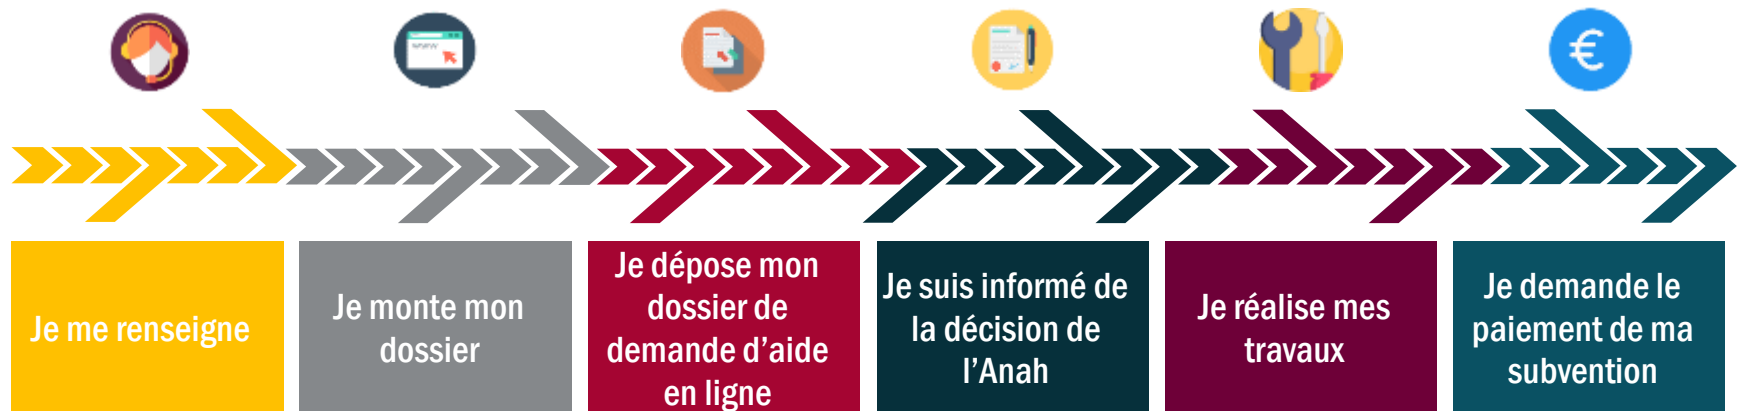 www
Je me renseigne
Je monte mon
dossier
Je dépose mon
dossier de
demande d’aide
en ligne
Je suis informé de
la décision de
l’Anah
Je réalise mes
travaux
Je demande le
paiement de ma
subvention